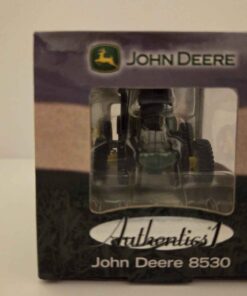 JOHN DEERE
Authentics 1
John Deere 8530